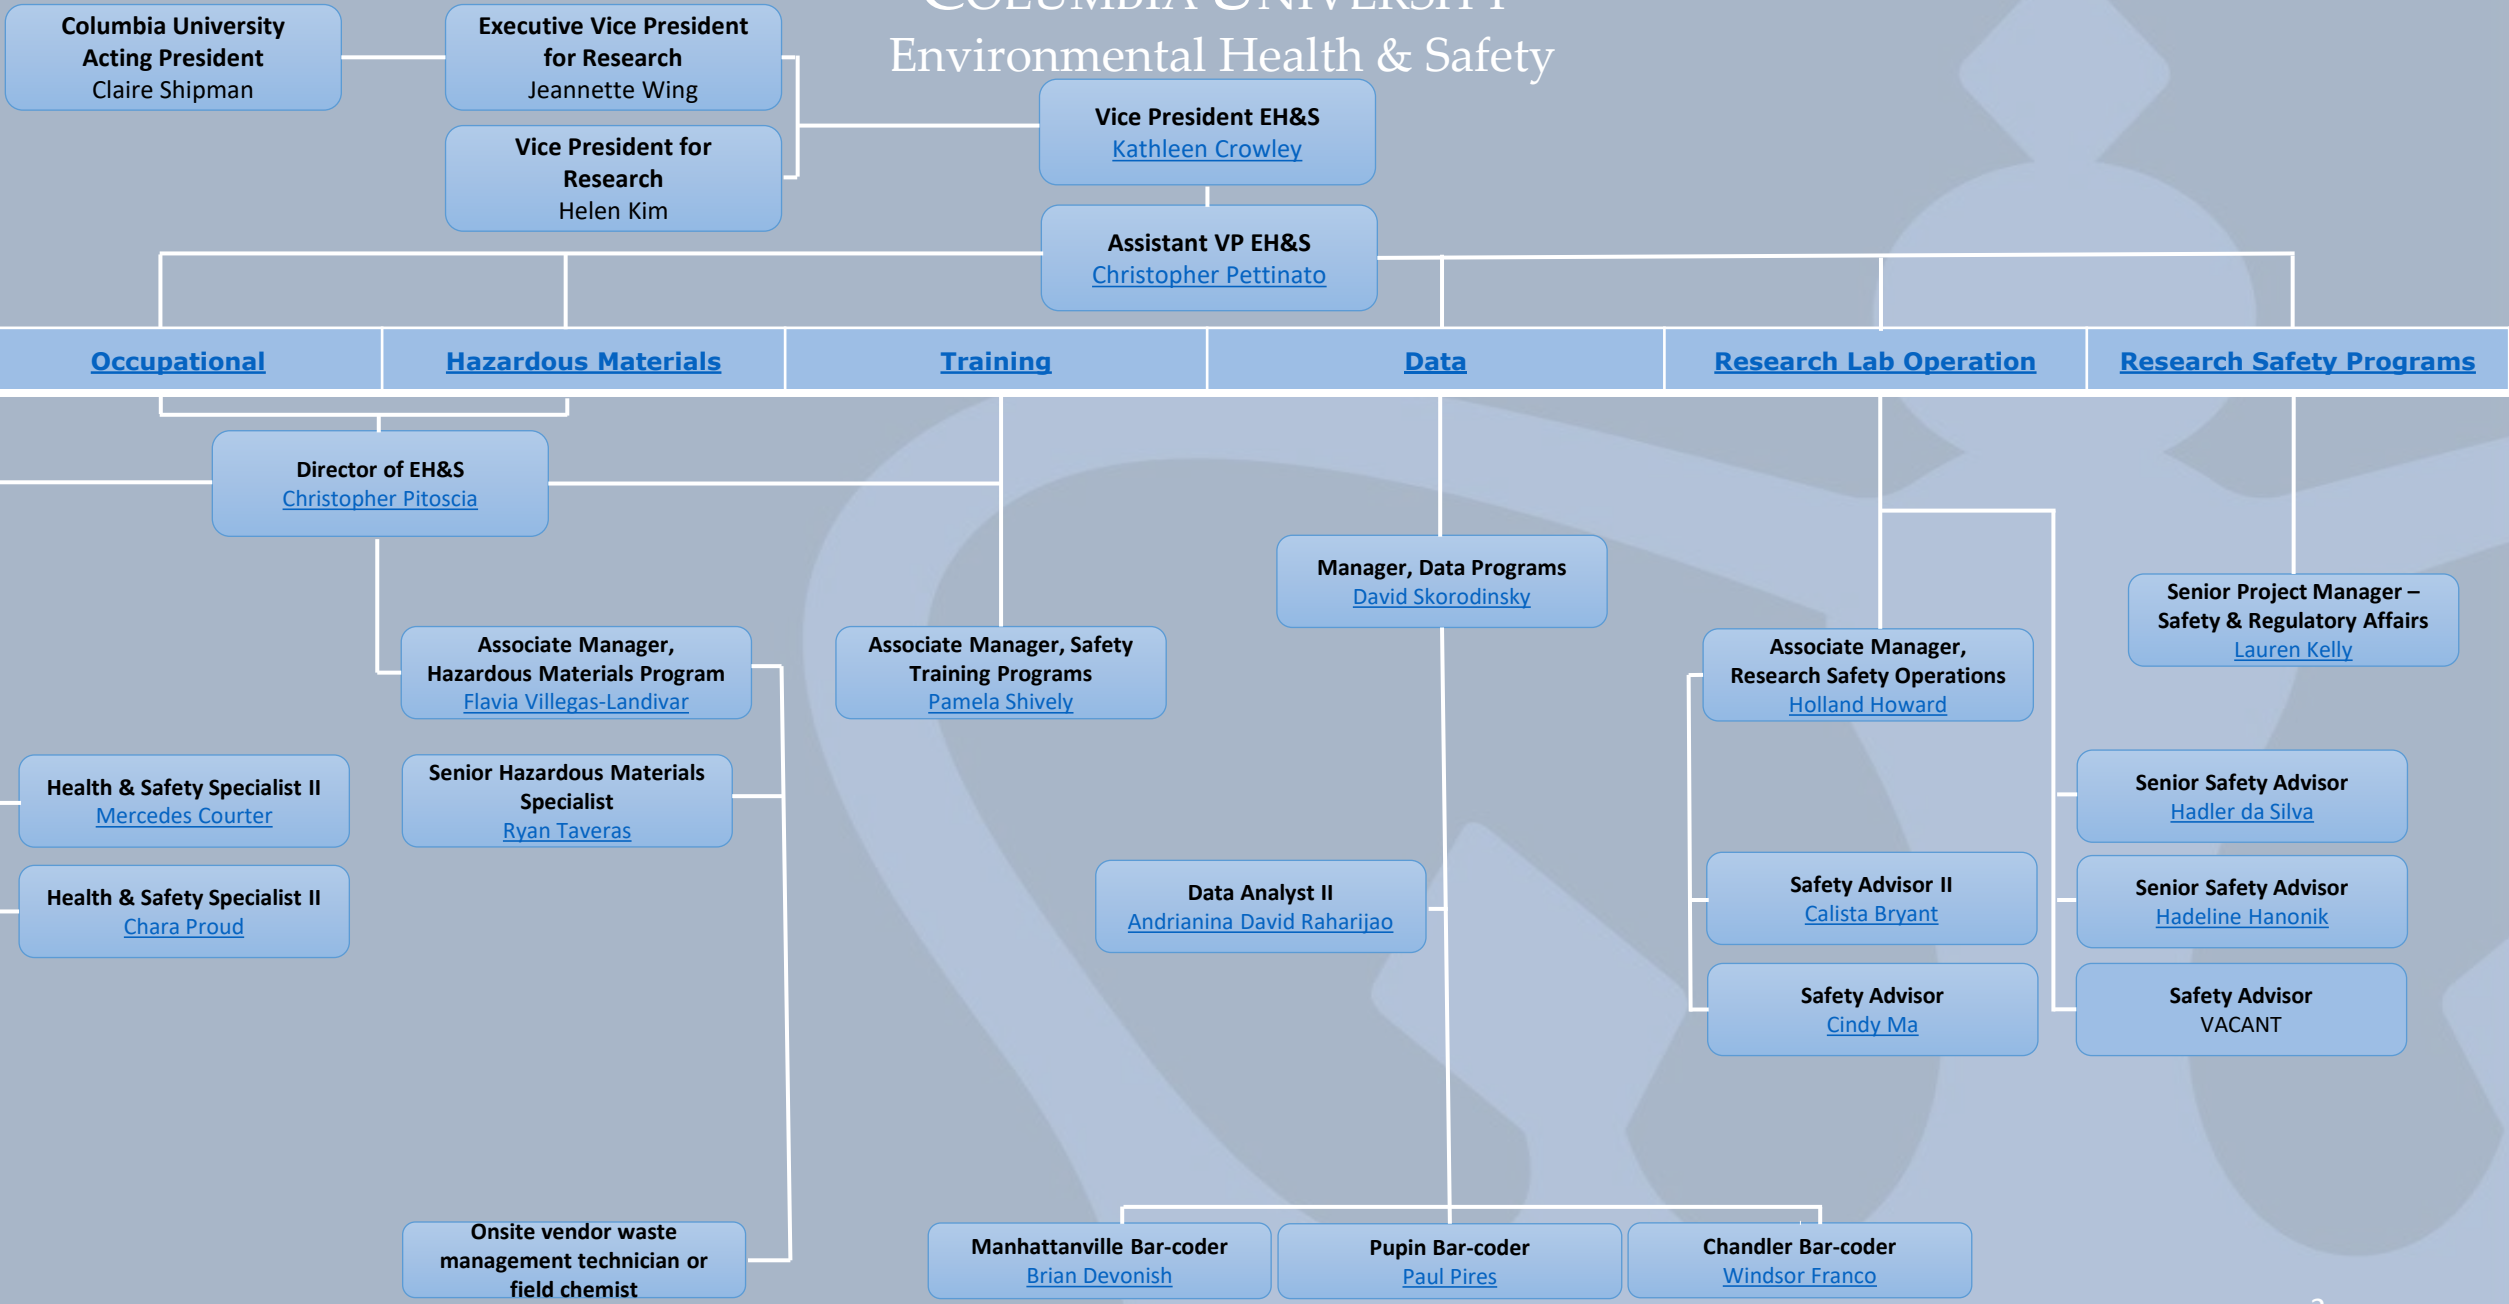 COLUMBIA UNIVERSITY
Environmental Health & Safety
Columbia University
Acting President
Claire Shipman
Executive Vice President
for Research
Jeannette Wing
Vice President for
Research
Helen Kim
Vice President EH&S
Kathleen Crowley
Assistant VP EH&S
Christopher Pettinato
Occupational
Hazardous Materials
Training
Data
Research Lab Operation
Research Safety Programs
Director of EH&S
Christopher Pitoscia
Manager, Data Programs
David Skorodinsky
Senior Project Manager –
Safety & Regulatory Affairs
Lauren Kelly
Associate Manager,
Hazardous Materials Program
Flavia Villegas-Landivar
Associate Manager, Safety
Training Programs
Pamela Shively
Associate Manager,
Research Safety Operations
Holland Howard
Health & Safety Specialist II
Mercedes Courter
Senior Hazardous Materials
Specialist
Ryan Taveras
Senior Safety Advisor
Hadler da Silva
Health & Safety Specialist II
Chara Proud
Data Analyst II
Andrianina David Raharijao
Safety Advisor II
Calista Bryant
Senior Safety Advisor
Hadeline Hanonik
Safety Advisor
Cindy Ma
Safety Advisor
VACANT
Onsite vendor waste
management technician or
field chemist
Manhattanville Bar-coder
Brian Devonish
Pupin Bar-coder
Paul Pires
Chandler Bar-coder
Windsor Franco